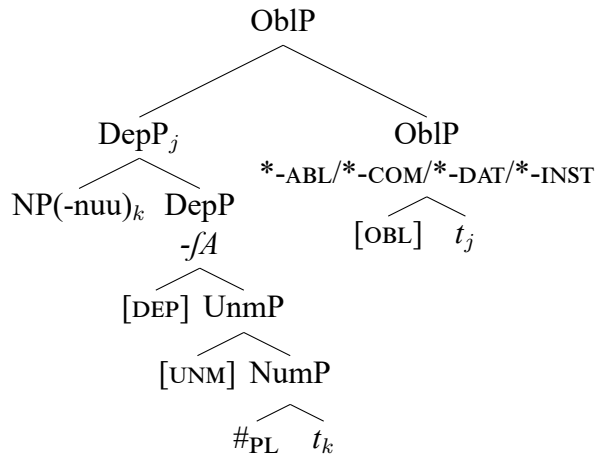 OblP
DepPⱼ OblP
*-ABL/*-COM/*-DAT/*-INST
NP(-nuu)ₖ DepP [OBL] tⱼ
-ʃA
[DEP] UnmP
[UNM] NumP
#PL tₖ